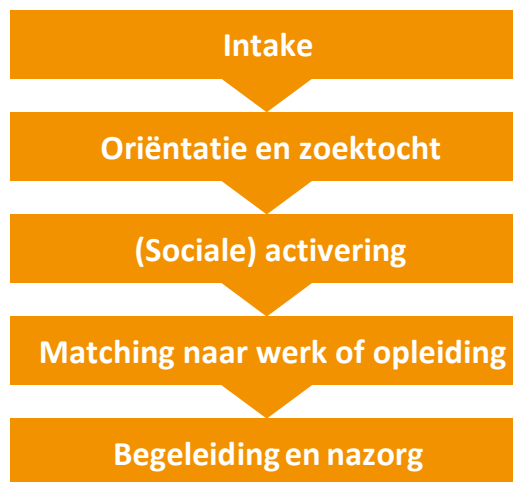 Intake
Oriëntatie en zoektocht
(Sociale) activering
Matching naar werk of opleiding
Begeleiding en nazorg